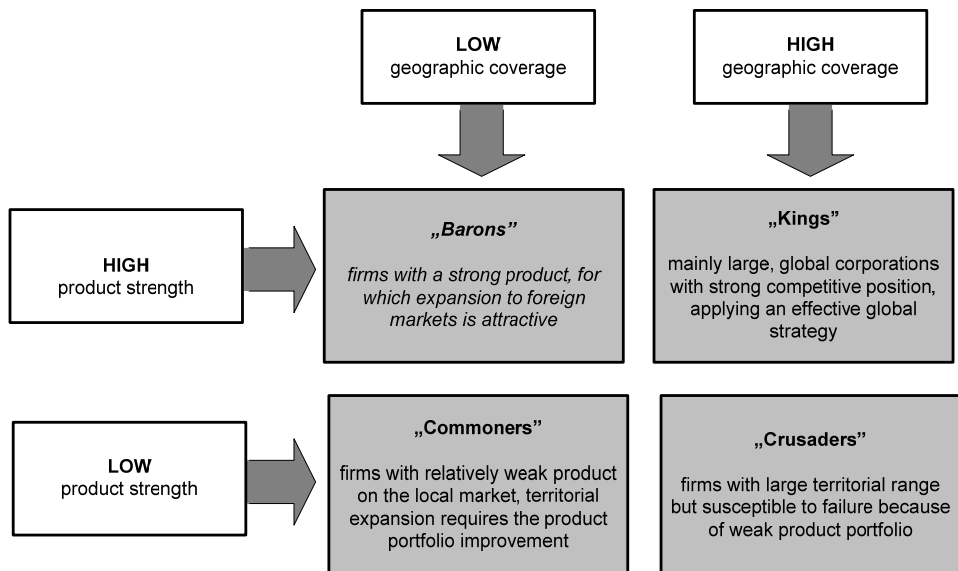 LOW
geographic coverage
HIGH
geographic coverage
HIGH
product strength
„Barons”
firms with a strong product, for
which expansion to foreign
markets is attractive
„Kings”
mainly large, global corporations
with strong competitive position,
applying an effective global
strategy
LOW
product strength
„Commoners”
firms with relatively weak product
on the local market, territorial
expansion requires the product
portfolio improvement
„Crusaders”
firms with large territorial range
but susceptible to failure because
of weak product portfolio